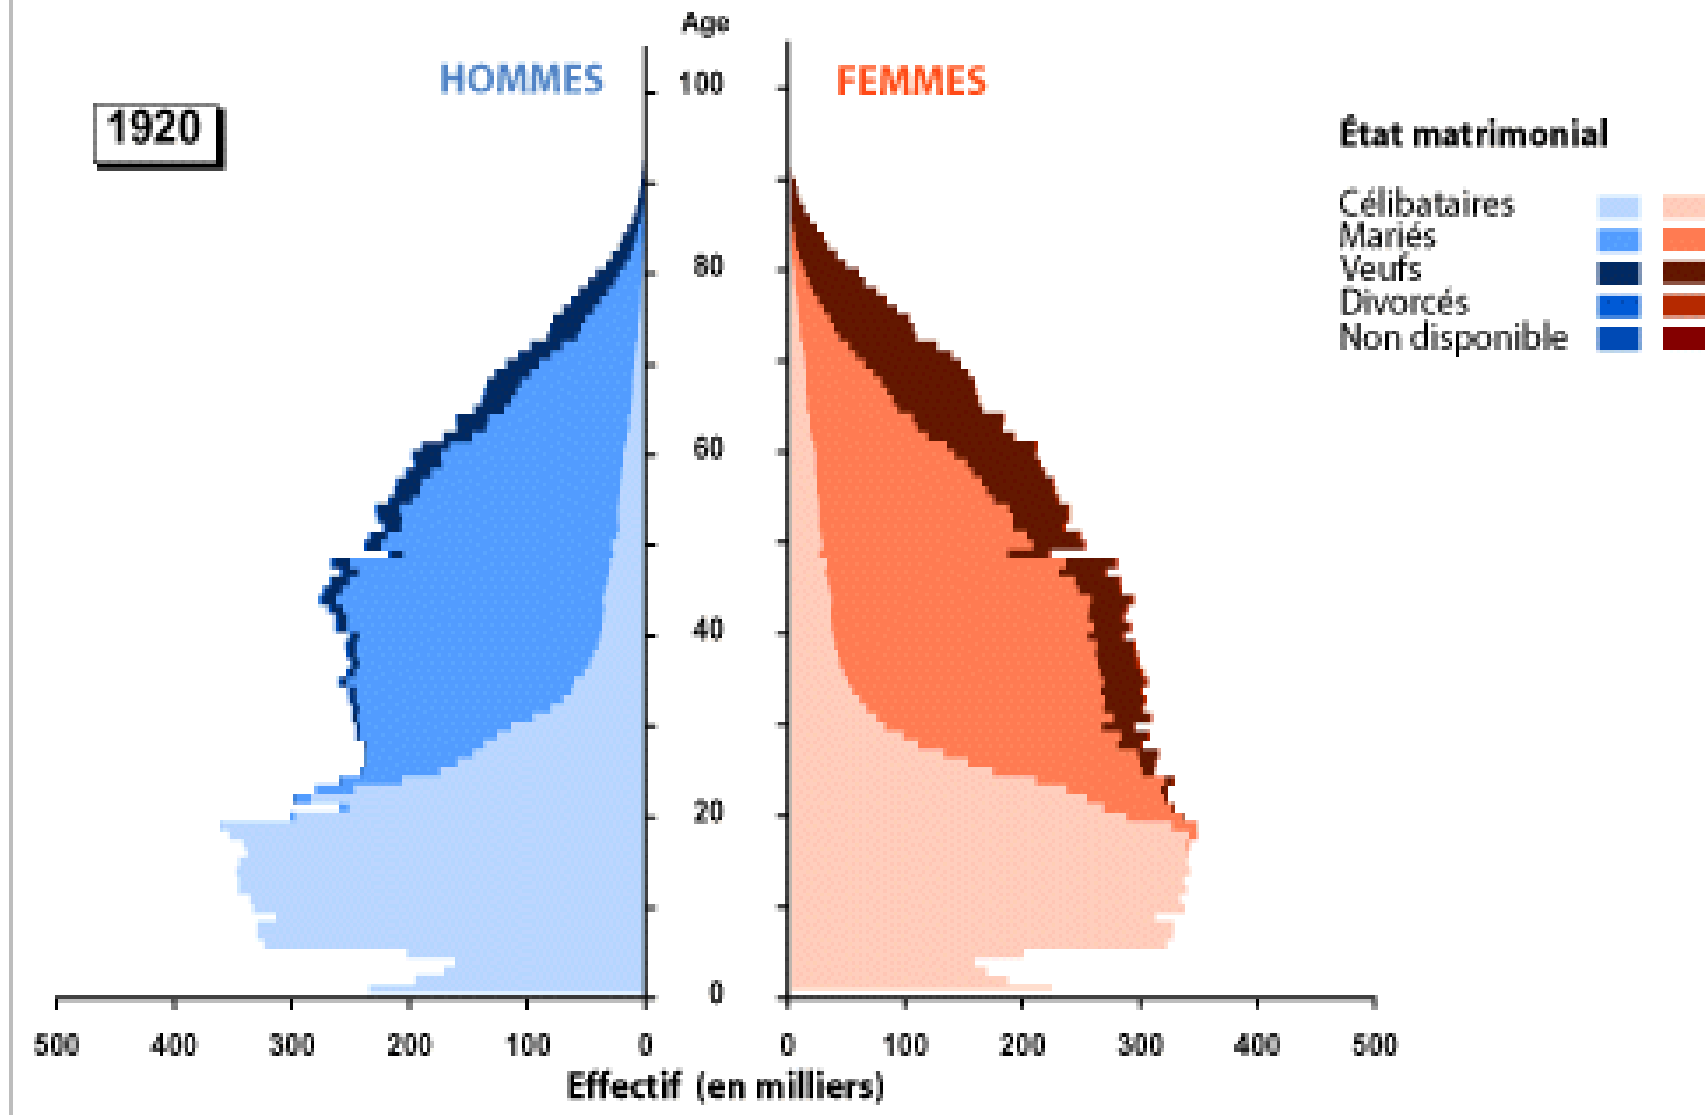 Age
HOMMES
FEMMES
1920
100
80
60
40
20
0
État matrimonial
Célibataires
Mariés
Veufs
Divorcés
Non disponible
500 400 300 200 100 0
0 100 200 300 400 500
Effectif (en milliers)